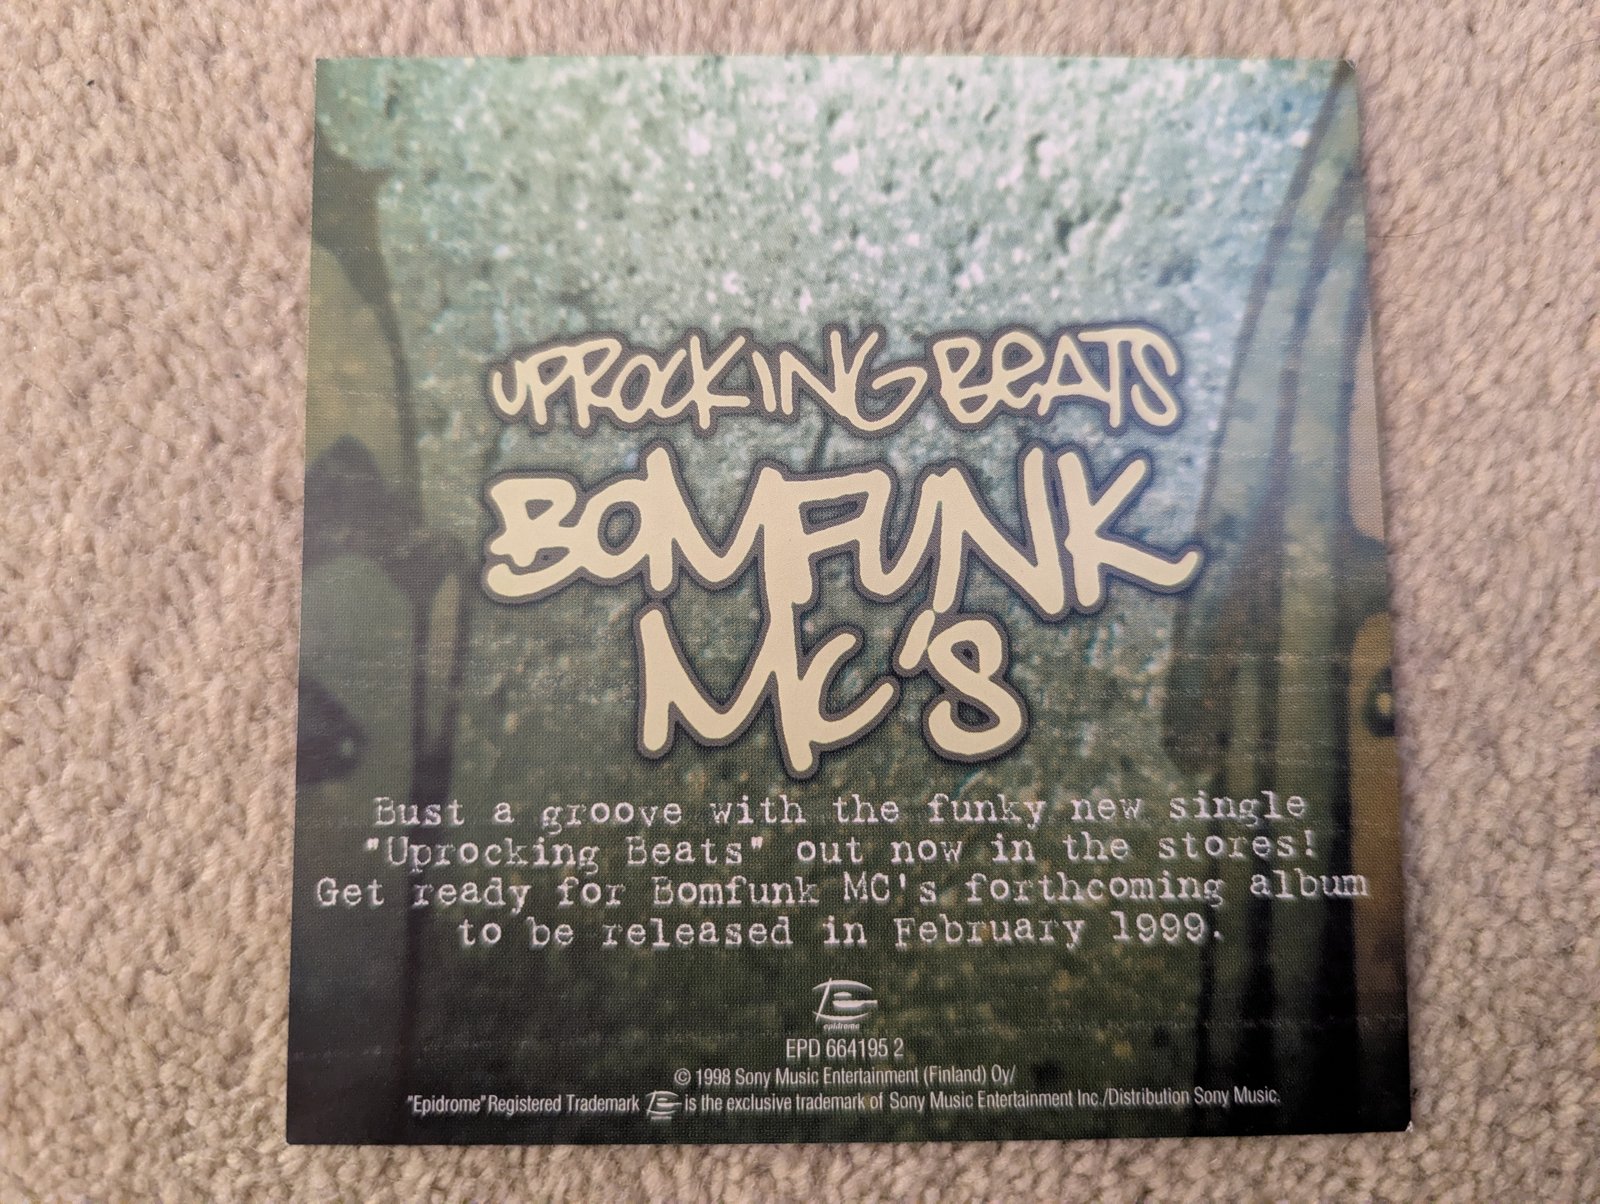 UPROCKING BEATS
BOMFUNK
MC'S
Bust a groove with the funky new single
"Uprocking Beats" out now in the stores!
Get ready for Bomfunk MC's forthcoming album
to be released in February 1999.
epidrome
EPD 664195 2
© 1998 Sony Music Entertainment (Finland) Oy/
"Epidrome" Registered Trademark is the exclusive trademark of Sony Music Entertainment Inc./Distribution Sony Music.